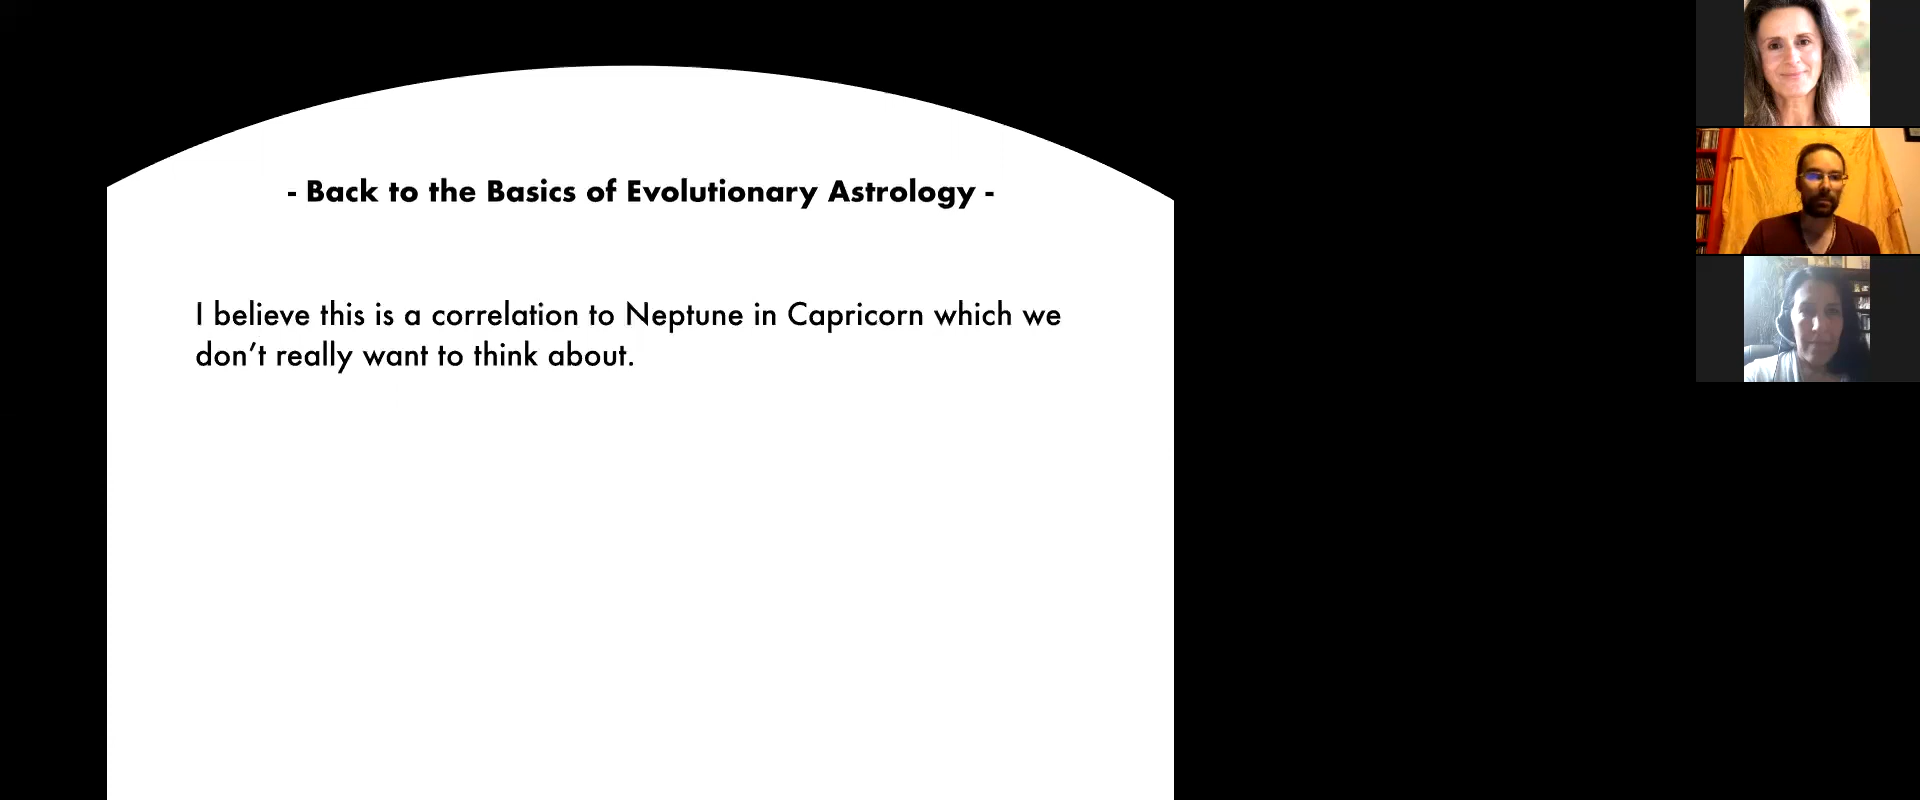 - Back to the Basics of Evolutionary Astrology -
I believe this is a correlation to Neptune in Capricorn which we
don’t really want to think about.